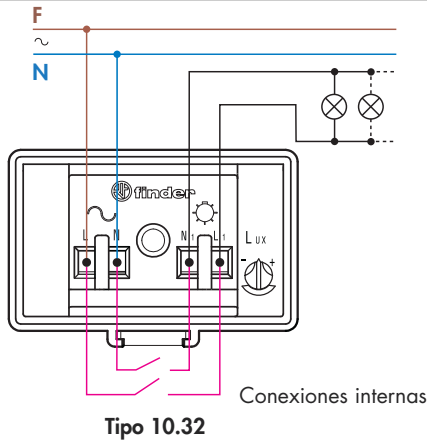 F
~
N
finder
L N N1 L1 LUX
- +
Conexiones internas
Tipo 10.32